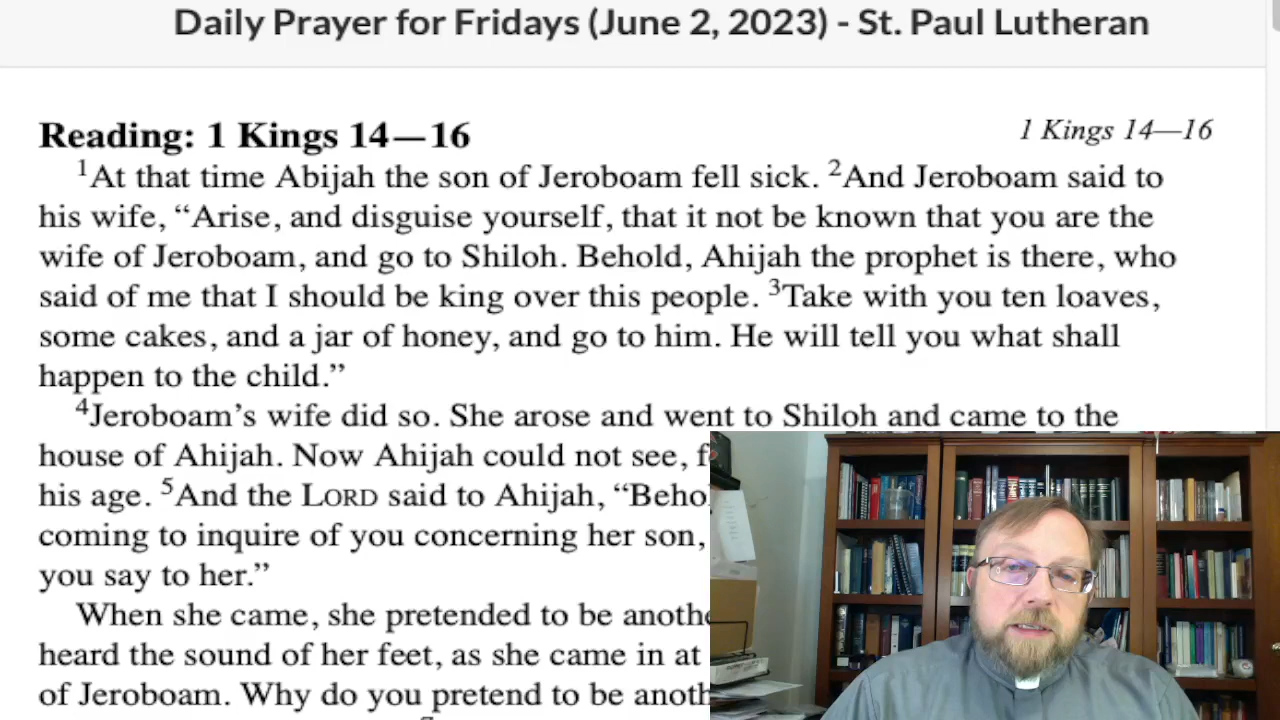 Daily Prayer for Fridays (June 2, 2023) - St. Paul Lutheran
Reading: 1 Kings 14—16
1 Kings 14—16
¹At that time Abijah the son of Jeroboam fell sick. ²And Jeroboam said to
his wife, “Arise, and disguise yourself, that it not be known that you are the
wife of Jeroboam, and go to Shiloh. Behold, Ahijah the prophet is there, who
said of me that I should be king over this people. ³Take with you ten loaves,
some cakes, and a jar of honey, and go to him. He will tell you what shall
happen to the child.”
⁴Jeroboam’s wife did so. She arose and went to Shiloh and came to the
house of Ahijah. Now Ahijah could not see,
his age. ⁵And the LORD said to Ahijah,
coming to inquire of you concerning her son,
you say to her.”
When she came, she pretended to be
heard the sound of her feet, as she came in at
of Jeroboam. Why do you pretend to be